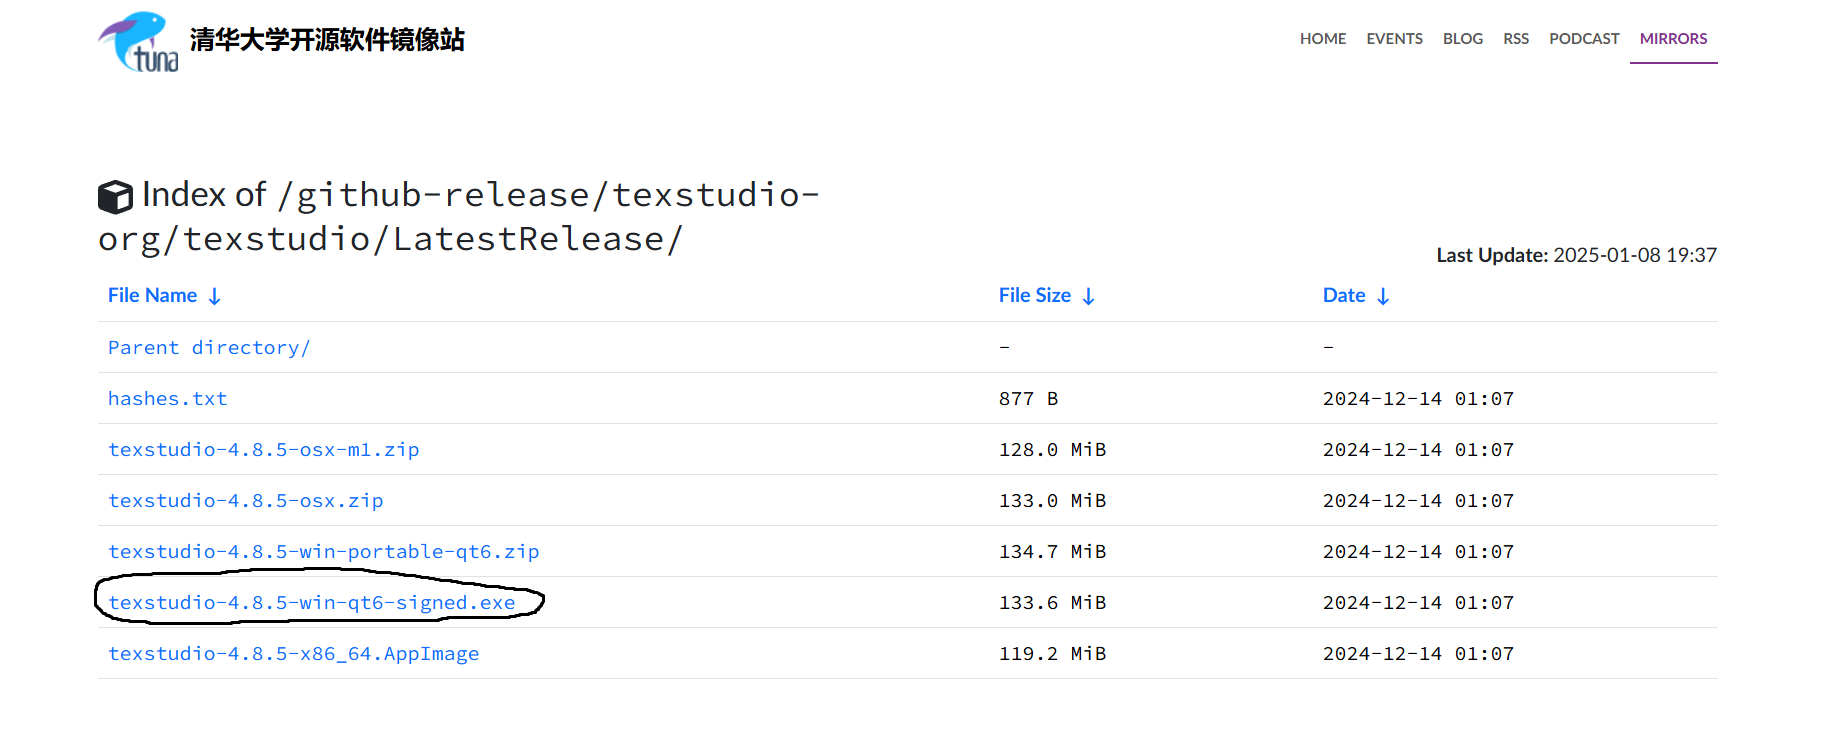 tuna
清华大学开源软件镜像站
HOME EVENTS BLOG RSS PODCAST MIRRORS
Index of /github-release/texstudio-
org/texstudio/LatestRelease/
Last Update: 2025-01-08 19:37
File Name ↓ File Size ↓ Date ↓
Parent directory/ - -
hashes.txt 877 B 2024-12-14 01:07
texstudio-4.8.5-osx-m1.zip 128.0 MiB 2024-12-14 01:07
texstudio-4.8.5-osx.zip 133.0 MiB 2024-12-14 01:07
texstudio-4.8.5-win-portable-qt6.zip 134.7 MiB 2024-12-14 01:07
texstudio-4.8.5-win-qt6-signed.exe 133.6 MiB 2024-12-14 01:07
texstudio-4.8.5-x86_64.AppImage 119.2 MiB 2024-12-14 01:07